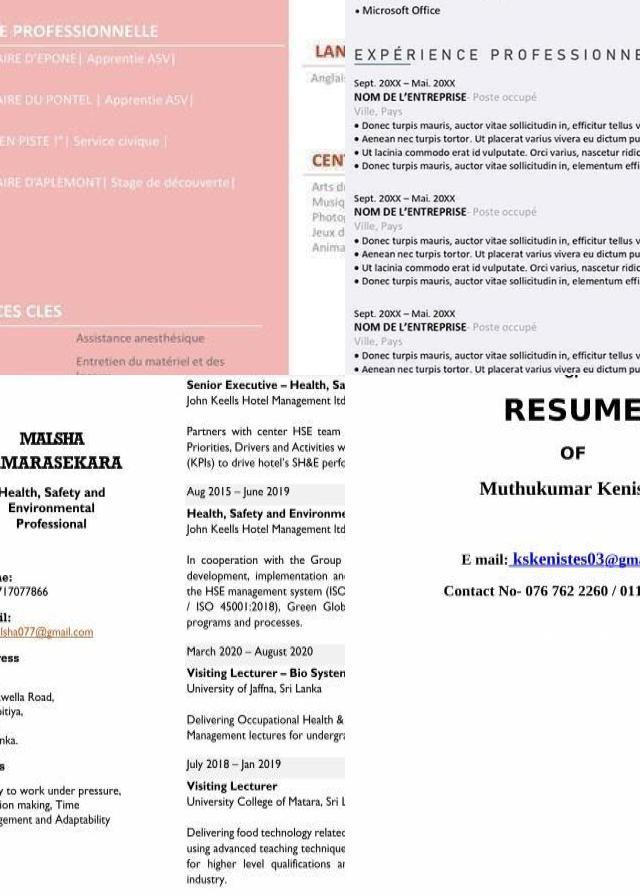 E PROFESSIONNELLE
AIRE D'EPONE| Apprentie ASV|
AIRE DU PONTEL | Apprentie ASV|
EN PISTE !"| Service civique |
AIRE D'APLEMONT| Stage de découverte|
CES CLES
Assistance anesthésique
Entretien du matériel et des
LAN
Anglai
CEN
Arts d
Musiq
Photo
Jeux d
Anima
• Microsoft Office
EXPÉRIENCE PROFESSIONNE
Sept. 20XX – Mai. 20XX
NOM DE L'ENTREPRISE- Poste occupé
Ville, Pays
• Donec turpis mauris, auctor vitae sollicitudin in, efficitur tellus v
• Aenean nec turpis tortor. Ut placerat varius vivera eu dictum pu
• Ut lacinia commodo erat id vulputate. Orci varius, nascetur ridic
• Donec turpis mauris, auctor vitae sollicitudin in, elementum effi
Sept. 20XX – Mai. 20XX
NOM DE L'ENTREPRISE- Poste occupé
Ville, Pays
• Donec turpis mauris, auctor vitae sollicitudin in, efficitur tellus v
• Aenean nec turpis tortor. Ut placerat varius vivera eu dictum pu
• Ut lacinia commodo erat id vulputate. Orci varius, nascetur ridic
• Donec turpis mauris, auctor vitae sollicitudin in, elementum effi
Sept. 20XX – Mai. 20XX
NOM DE L'ENTREPRISE- Poste occupé
Ville, Pays
• Donec turpis mauris, auctor vitae sollicitudin in, efficitur tellus v
• Aenean nec turpis tortor. Ut placerat varius vivera eu dictum pu
MALSHA
MARASEKARA
Health, Safety and
Environmental
Professional
ne:
717077866
il:
lsha077@gmail.com
ress
wella Road,
pitiya,
nka.
s
y to work under pressure,
ion making, Time
gement and Adaptability
Senior Executive – Health, Sa
John Keells Hotel Management ltd
Partners with center HSE team
Priorities, Drivers and Activities w
(KPIs) to drive hotel's SH&E perfo
Aug 2015 – June 2019
Health, Safety and Environme
John Keells Hotel Management ltd
In cooperation with the Group
development, implementation an
the HSE management system (ISO
/ ISO 45001:2018), Green Glob
programs and processes.
March 2020 – August 2020
Visiting Lecturer – Bio System
University of Jaffna, Sri Lanka
Delivering Occupational Health &
Management lectures for undergra
July 2018 – Jan 2019
Visiting Lecturer
University College of Matara, Sri L
Delivering food technology related
using advanced teaching technique
for higher level qualifications an
industry.
RESUME
OF
Muthukumar Kenis
E mail: kskenistes03@gma
Contact No- 076 762 2260 / 011